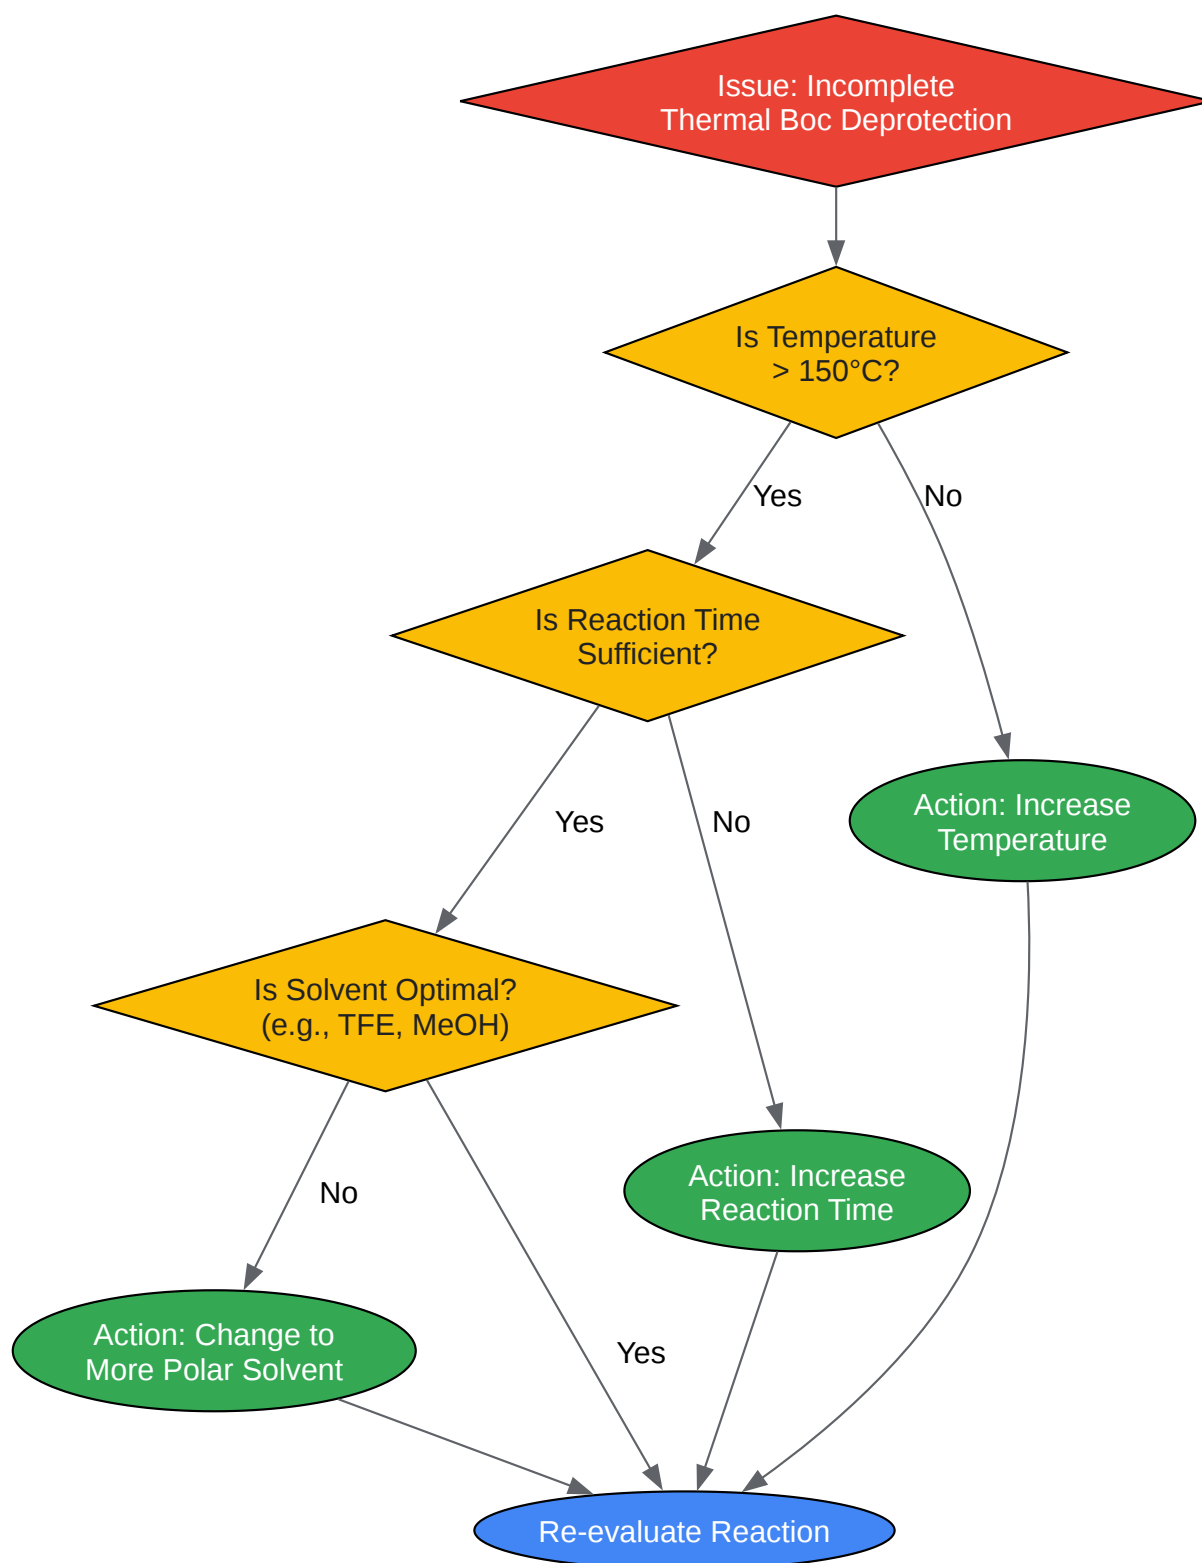 Issue: Incomplete
Thermal Boc Deprotection
Is Temperature
> 150°C?
Yes
No
Is Reaction Time
Sufficient?
Yes
No
Action: Increase
Temperature
Is Solvent Optimal?
(e.g., TFE, MeOH)
No
Yes
Action: Increase
Reaction Time
Action: Change to
More Polar Solvent
Re-evaluate Reaction